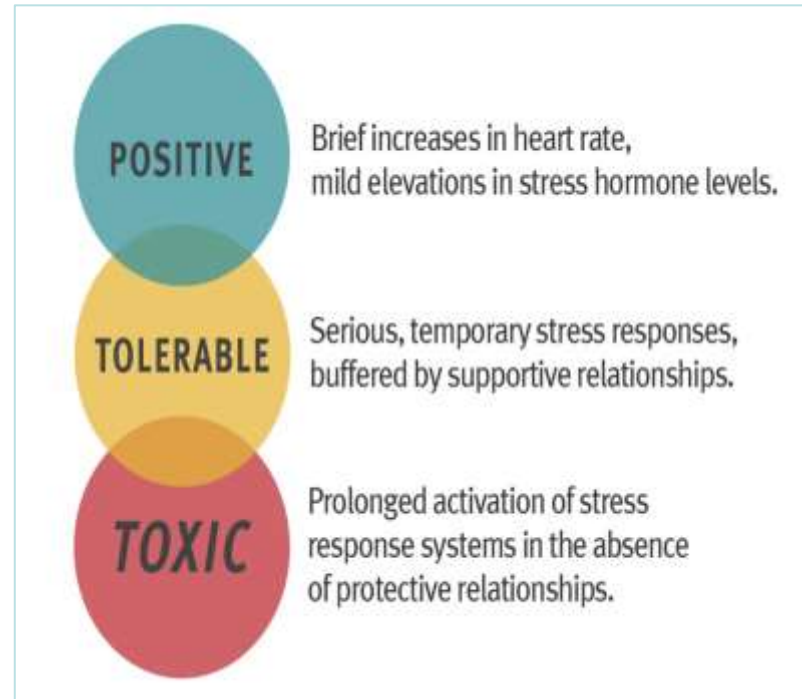 POSITIVE
Brief increases in heart rate,
mild elevations in stress hormone levels.
TOLERABLE
Serious, temporary stress responses,
buffered by supportive relationships.
TOXIC
Prolonged activation of stress
response systems in the absence
of protective relationships.